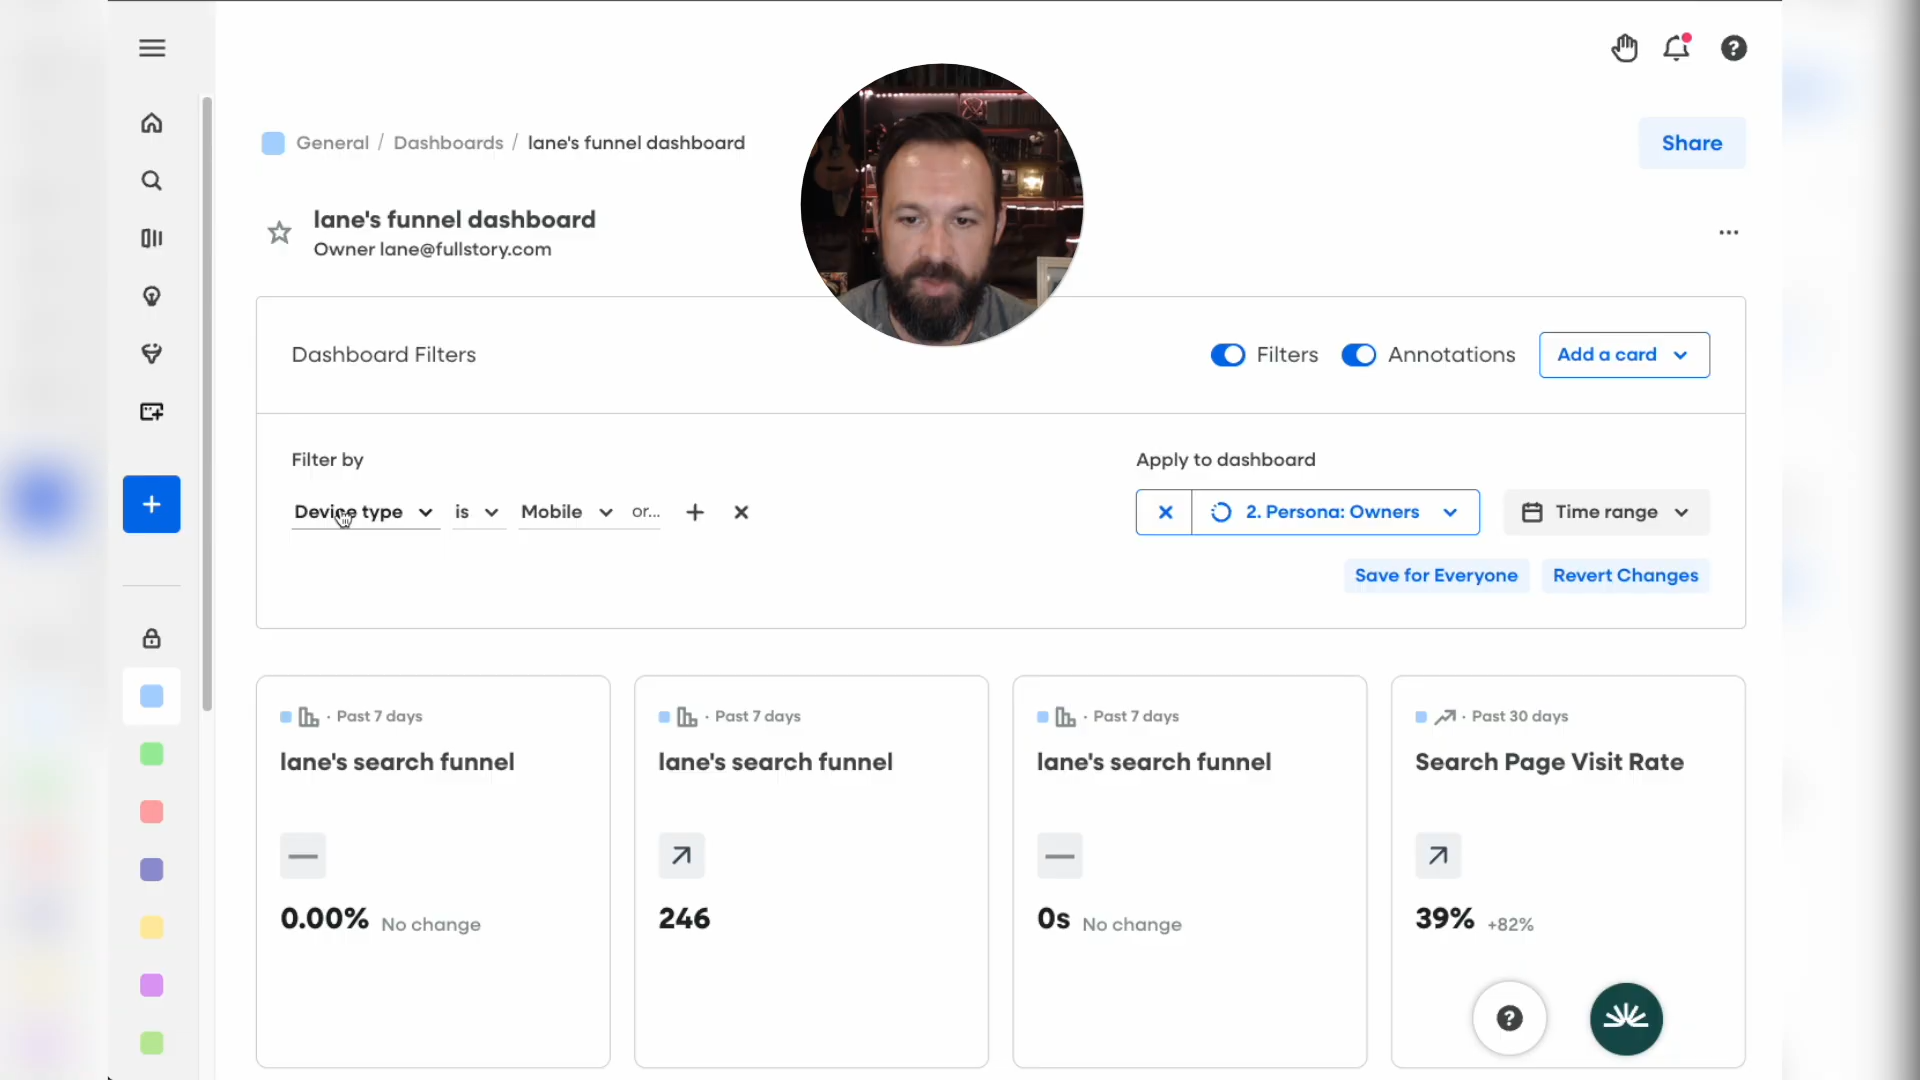 General / Dashboards / lane's funnel dashboard
Share
lane's funnel dashboard
Owner lane@fullstory.com
...
Dashboard Filters
Filters
Annotations
Add a card
Filter by
Apply to dashboard
Device type is Mobile or...
2. Persona: Owners
Time range
Save for Everyone
Revert Changes
· Past 7 days
lane's search funnel
0.00% No change
· Past 7 days
lane's search funnel
246
· Past 7 days
lane's search funnel
0s No change
· Past 30 days
Search Page Visit Rate
39% +82%